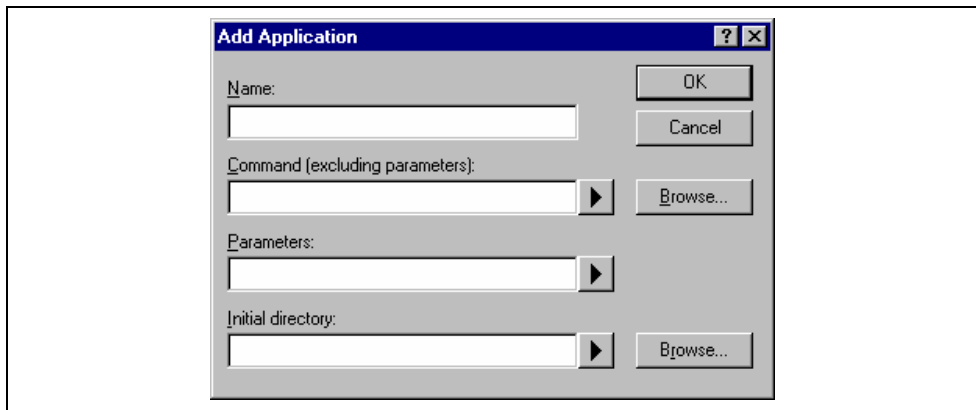 Add Application
Name:
OK
Cancel
Command (excluding parameters):
Browse...
Parameters:
Initial directory:
Browse...